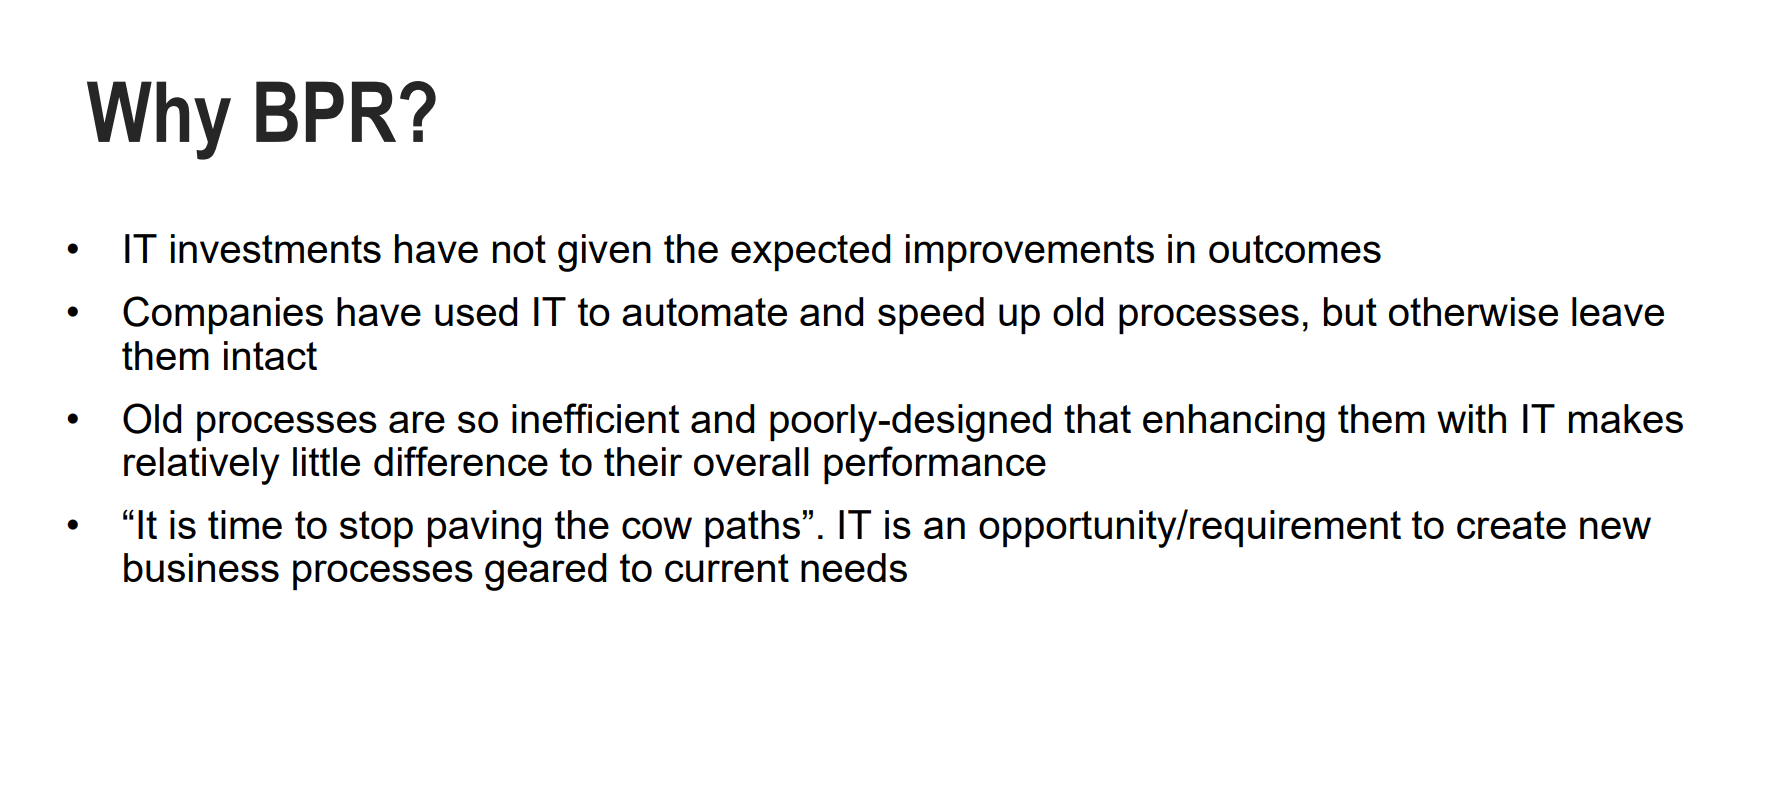 Why BPR?
• IT investments have not given the expected improvements in outcomes
• Companies have used IT to automate and speed up old processes, but otherwise leave
them intact
• Old processes are so inefficient and poorly-designed that enhancing them with IT makes
relatively little difference to their overall performance
• “It is time to stop paving the cow paths”. IT is an opportunity/requirement to create new
business processes geared to current needs